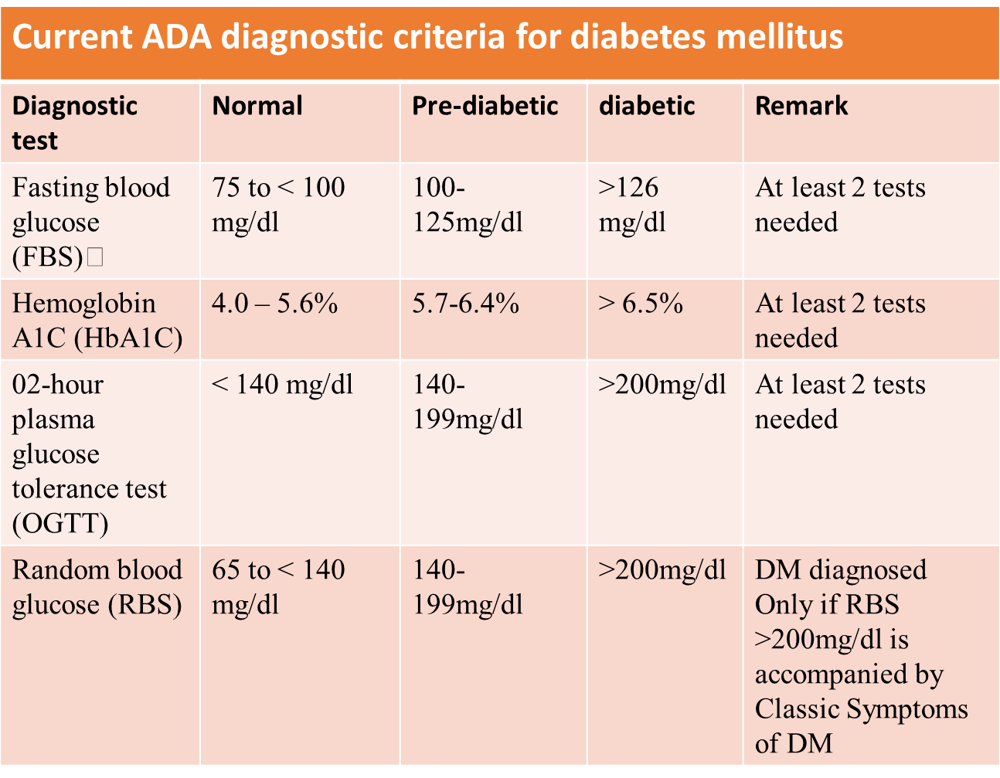 Current ADA diagnostic criteria for diabetes mellitus
Diagnostic
test
Normal
Pre-diabetic
diabetic
Remark
Fasting blood
glucose
(FBS)□
75 to < 100
mg/dl
100-
125mg/dl
>126
mg/dl
At least 2 tests
needed
Hemoglobin
A1C (HbA1C)
4.0 – 5.6%
5.7-6.4%
> 6.5%
At least 2 tests
needed
02-hour
plasma
glucose
tolerance test
(OGTT)
< 140 mg/dl
140-
199mg/dl
>200mg/dl
At least 2 tests
needed
Random blood
glucose (RBS)
65 to < 140
mg/dl
140-
199mg/dl
>200mg/dl
DM diagnosed
Only if RBS
>200mg/dl is
accompanied by
Classic Symptoms
of DM